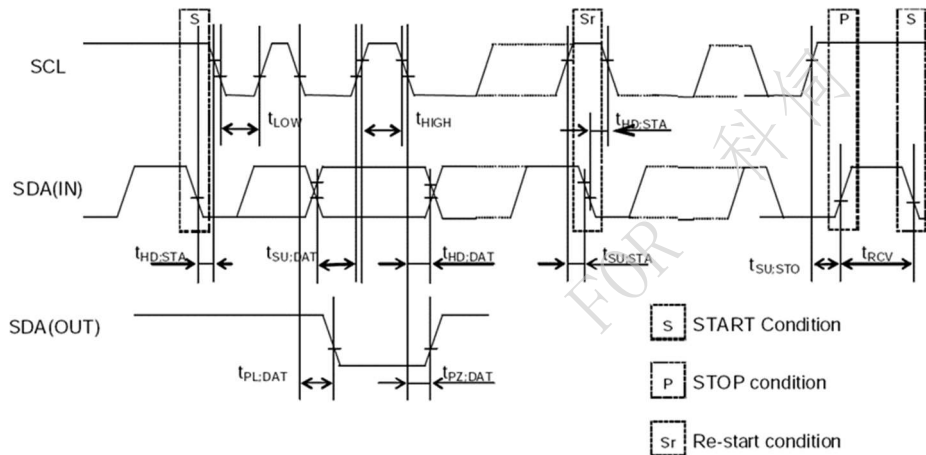 S Sr P S
SCL
tLOW tHIGH tHD;STA
SDA(IN)
tHD;STA tSU;DAT tHD;DAT tSU;STA tSU;STO tRCV
SDA(OUT)
tPL;DAT tPZ;DAT
S START Condition
P STOP condition
Sr Re-start condition
FOR 科伺